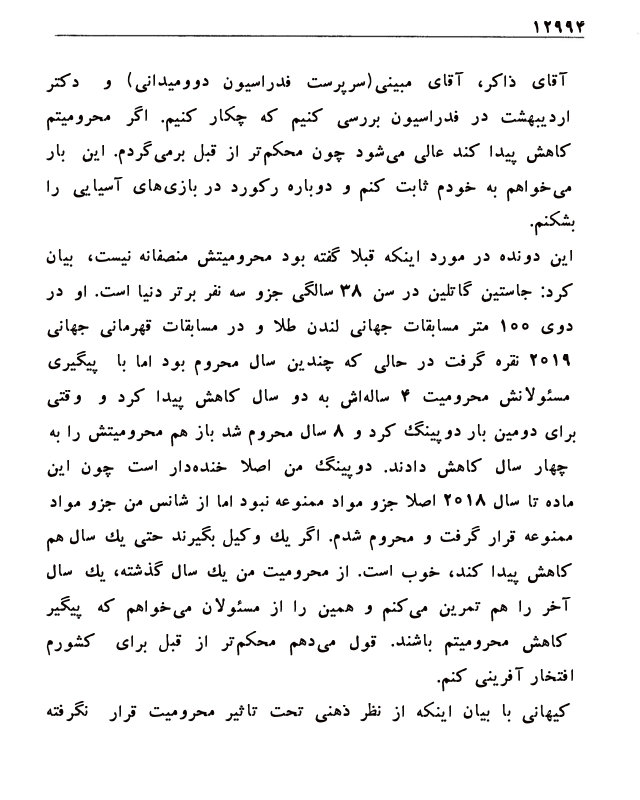 ۱۲۹۹۴
آقای ذاکر، آقای مبینی(سرپرست فدراسیون دوومیدانی) و دکتر
اردیبهشت در فدراسیون بررسی کنیم که چکار کنیم. اگر محرومیتم
کاهش پیدا کند عالی می‌شود چون محکم‌تر از قبل برمی‌گردم. این بار
می‌خواهم به خودم ثابت کنم و دوباره رکورد در بازی‌های آسیایی را
بشکنم.
این دونده در مورد اینکه قبلا گفته بود محرومیتش منصفانه نیست، بیان
کرد: جاستین گاتلین در سن ۳۸ سالگی جزو سه نفر برتر دنیا است. او در
دوی ۱۰۰ متر مسابقات جهانی لندن طلا و در مسابقات قهرمانی جهانی
۲۰۱۹ نقره گرفت در حالی که چندین سال محروم بود اما با پیگیری
مسئولانش محرومیت ۴ ساله‌اش به دو سال کاهش پیدا کرد و وقتی
برای دومین بار دوپینگ کرد و ۸ سال محروم شد باز هم محرومیتش را به
چهار سال کاهش دادند. دوپینگ من اصلا خنده‌دار است چون این
ماده تا سال ۲۰۱۸ اصلا جزو مواد ممنوعه نبود اما از شانس من جزو مواد
ممنوعه قرار گرفت و محروم شدم. اگر یك وکیل بگیرند حتی یك سال هم
کاهش پیدا کند، خوب است. از محرومیت من یك سال گذشته، یك سال
آخر را هم تمرین می‌کنم و همین را از مسئولان می‌خواهم که پیگیر
کاهش محرومیتم باشند. قول می‌دهم محکم‌تر از قبل برای کشورم
افتخار آفرینی کنم.
کیهانی با بیان اینکه از نظر ذهنی تحت تاثیر محرومیت قرار نگرفته